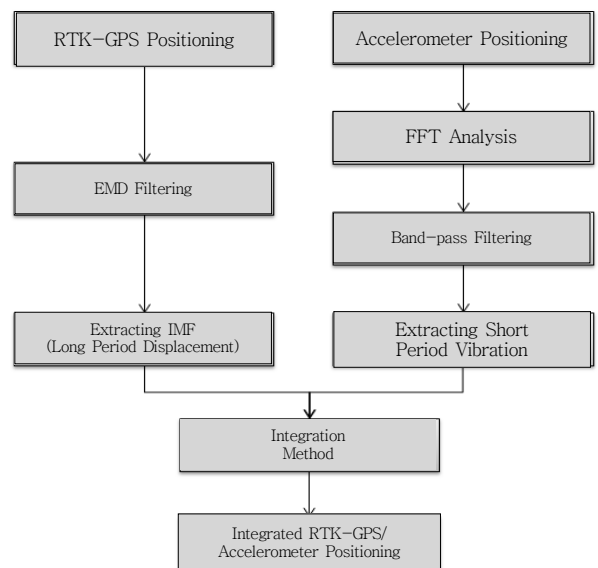 RTK-GPS Positioning
Accelerometer Positioning
FFT Analysis
EMD Filtering
Band-pass Filtering
Extracting IMF
(Long Period Displacement)
Extracting Short
Period Vibration
Integration
Method
Integrated RTK-GPS/
Accelerometer Positioning